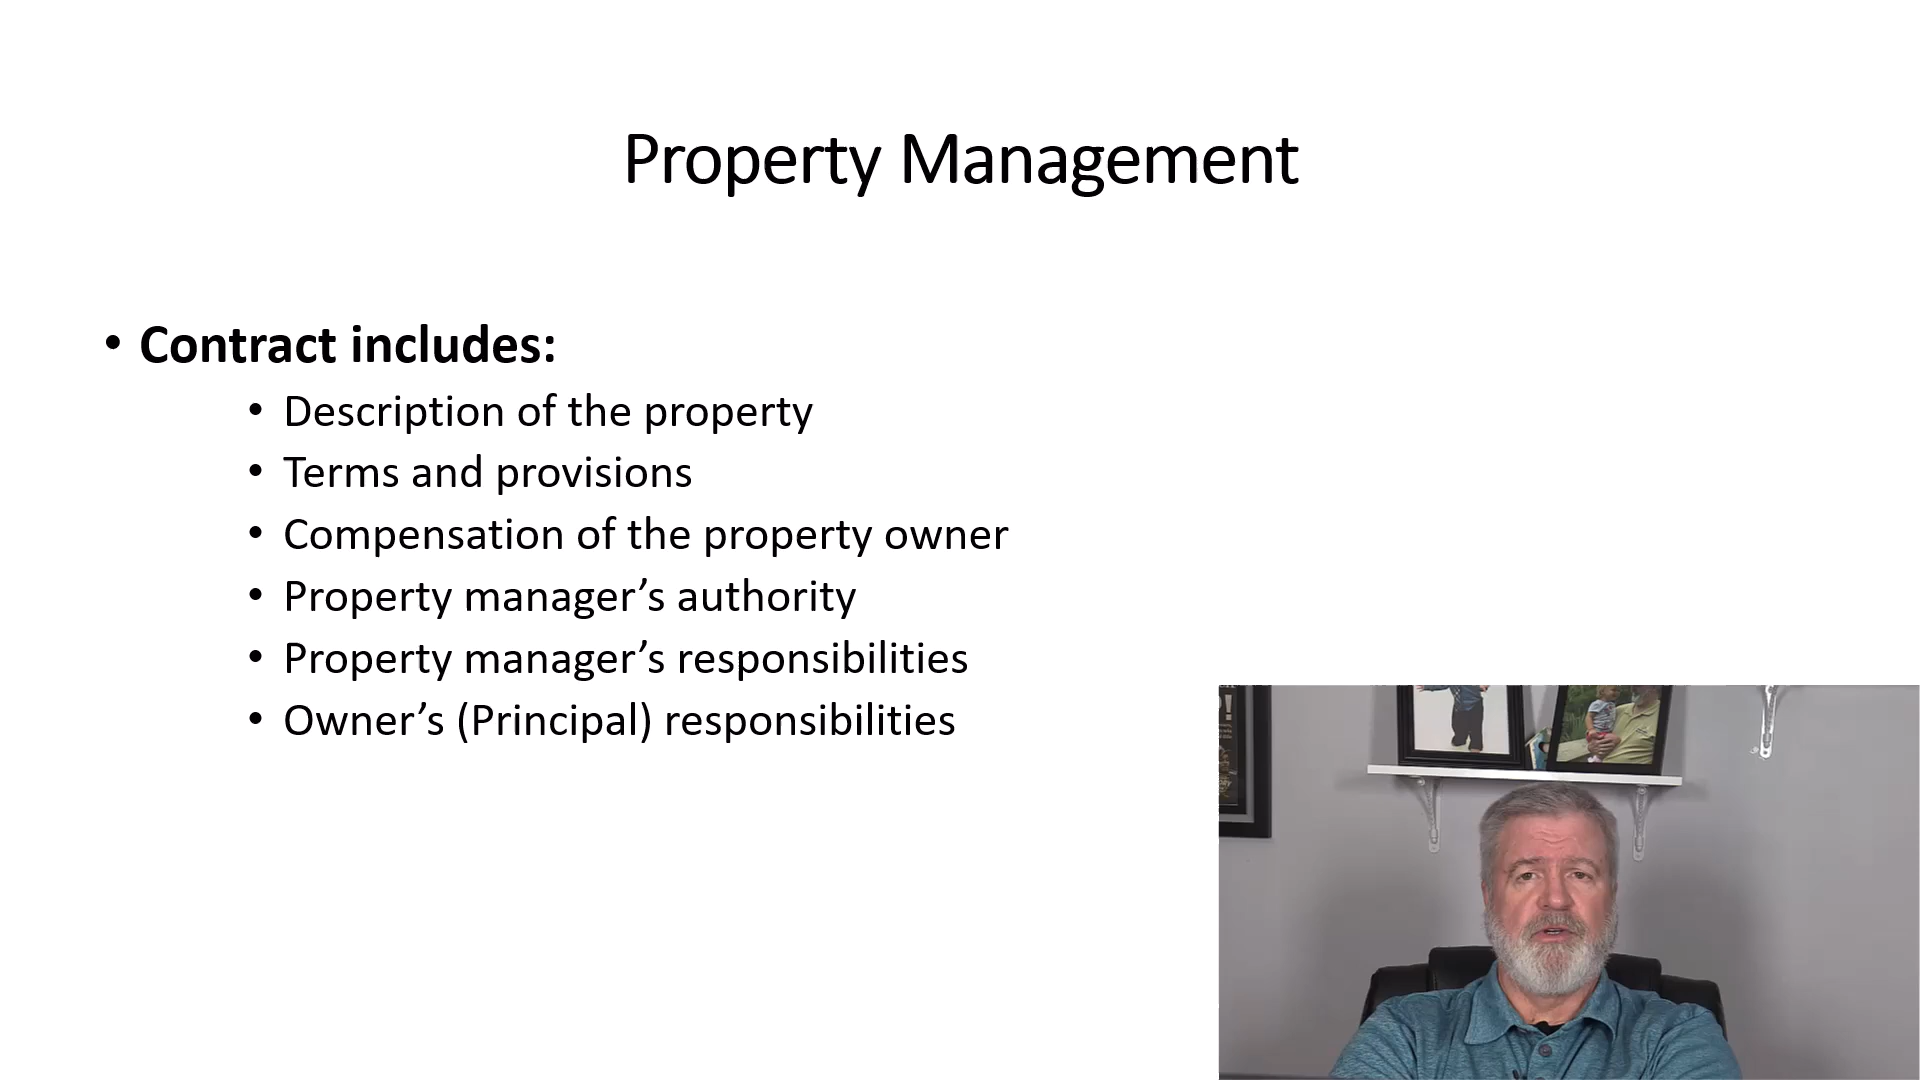 Property Management
• Contract includes:
• Description of the property
• Terms and provisions
• Compensation of the property owner
• Property manager’s authority
• Property manager’s responsibilities
• Owner’s (Principal) responsibilities